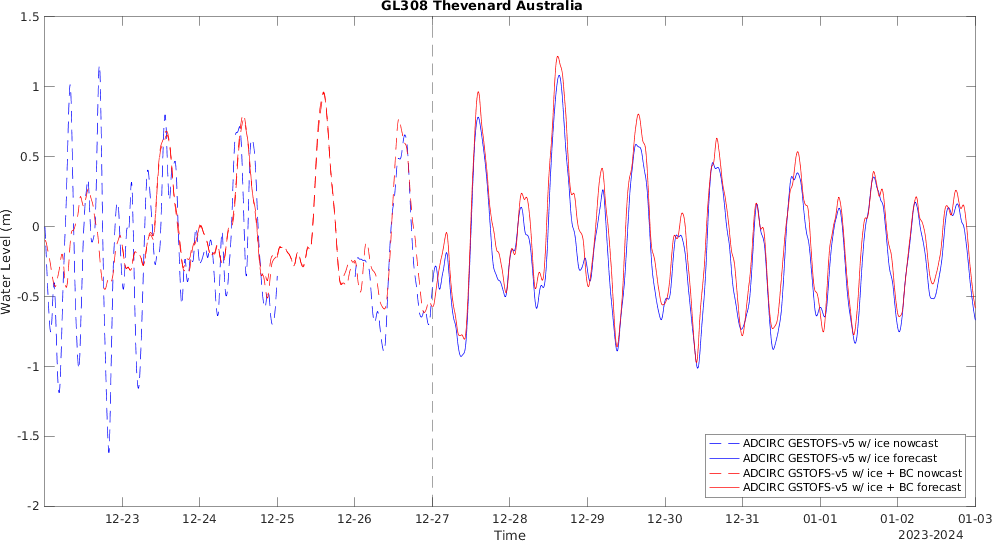 GL308 Thevenard Australia
Water Level (m)
1.5
1
0.5
0
-0.5
-1
-1.5
-2
ADCIRC GESTOFS-v5 w/ ice nowcast
ADCIRC GESTOFS-v5 w/ ice forecast
ADCIRC GSTOFS-v5 w/ ice + BC nowcast
ADCIRC GSTOFS-v5 w/ ice + BC forecast
12-23 12-24 12-25 12-26 12-27 12-28 12-29 12-30 12-31 01-01 01-02 01-03
Time
2023-2024